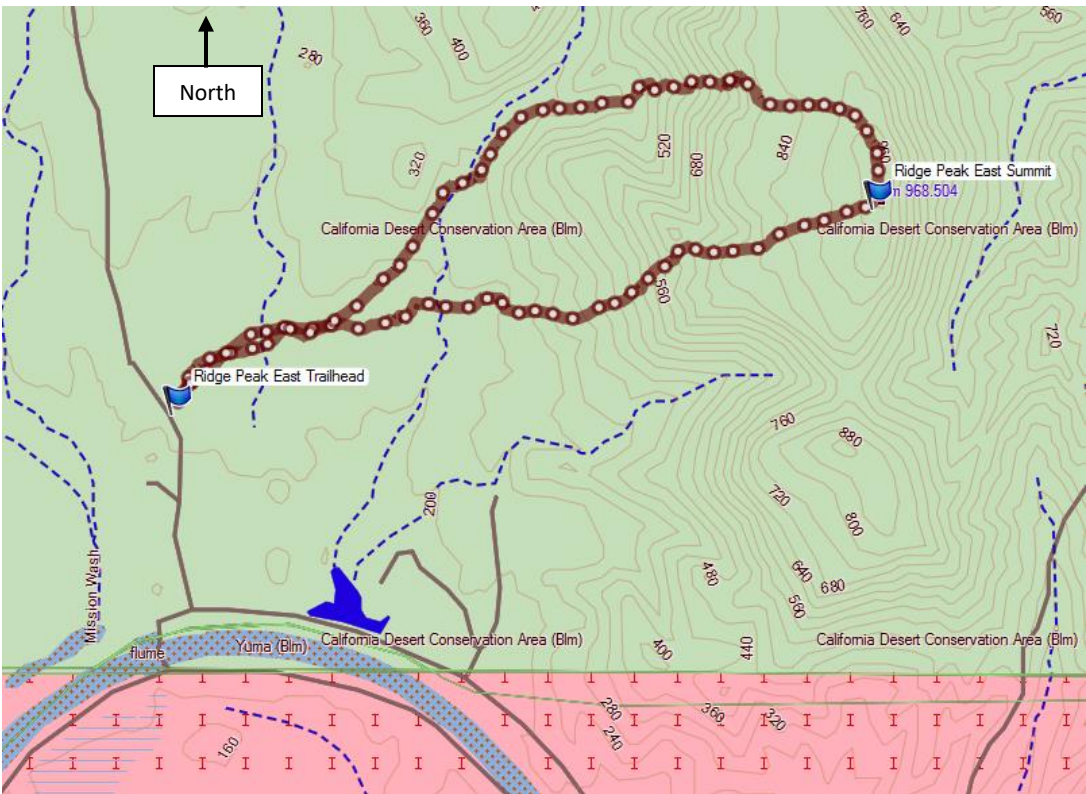 560
760
640
360
400
280
North
520
320
680
840
860
Ridge Peak East Summit
m 968.504
California Desert Conservation Area (Blm)
California Desert Conservation Area (Blm)
560
720
Ridge Peak East Trailhead
760
880
200
720
800
480
640
680
560
Mission Wash
flume
Yuma (Blm)
California Desert Conservation Area (Blm)
California Desert Conservation Area (Blm)
400
440
280
360
320
240
160